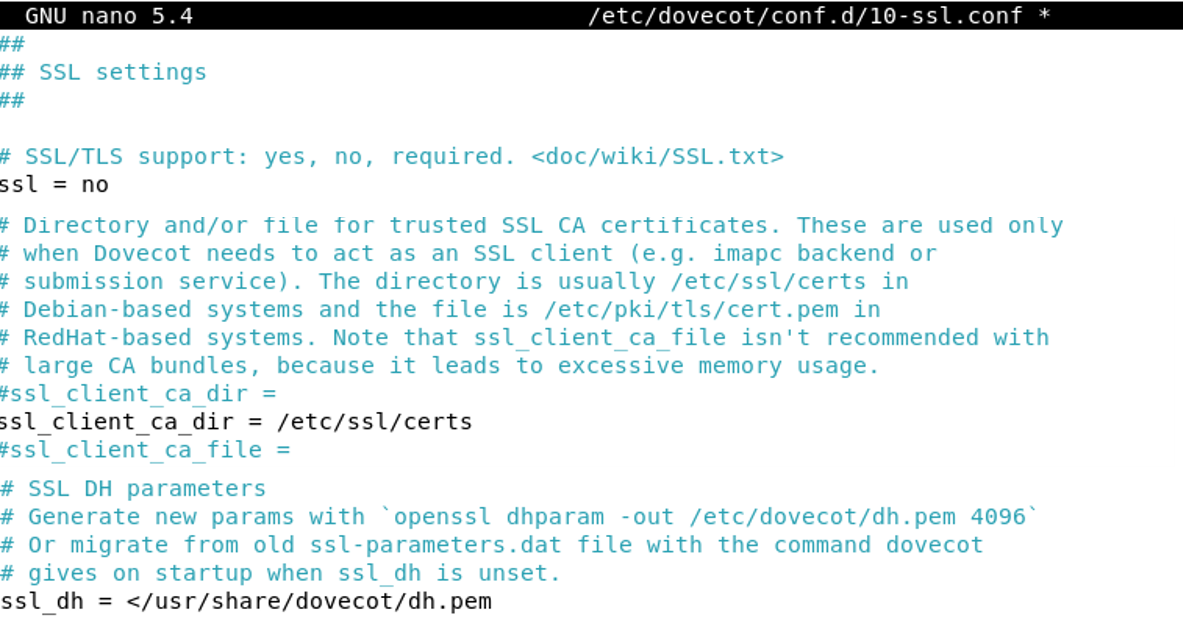 GNU nano 5.4 /etc/dovecot/conf.d/10-ssl.conf *
##
## SSL settings
##
# SSL/TLS support: yes, no, required. <doc/wiki/SSL.txt>
ssl = no
# Directory and/or file for trusted SSL CA certificates. These are used only
# when Dovecot needs to act as an SSL client (e.g. imapc backend or
# submission service). The directory is usually /etc/ssl/certs in
# Debian-based systems and the file is /etc/pki/tls/cert.pem in
# RedHat-based systems. Note that ssl_client_ca_file isn't recommended with
# large CA bundles, because it leads to excessive memory usage.
#ssl_client_ca_dir =
ssl_client_ca_dir = /etc/ssl/certs
#ssl_client_ca_file =
# SSL DH parameters
# Generate new params with `openssl dhparam -out /etc/dovecot/dh.pem 4096`
# Or migrate from old ssl-parameters.dat file with the command dovecot
# gives on startup when ssl_dh is unset.
ssl_dh = </usr/share/dovecot/dh.pem